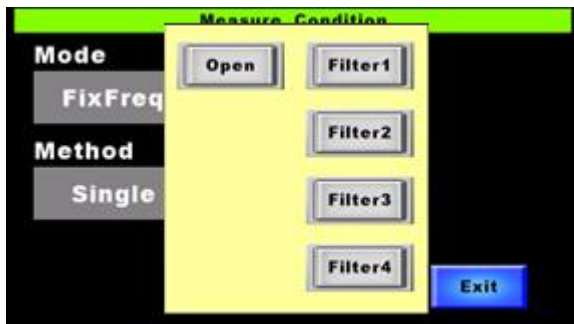 Measure Condition
Mode
FixFreq
Method
Single
Open
Filter1
Filter2
Filter3
Filter4
Exit